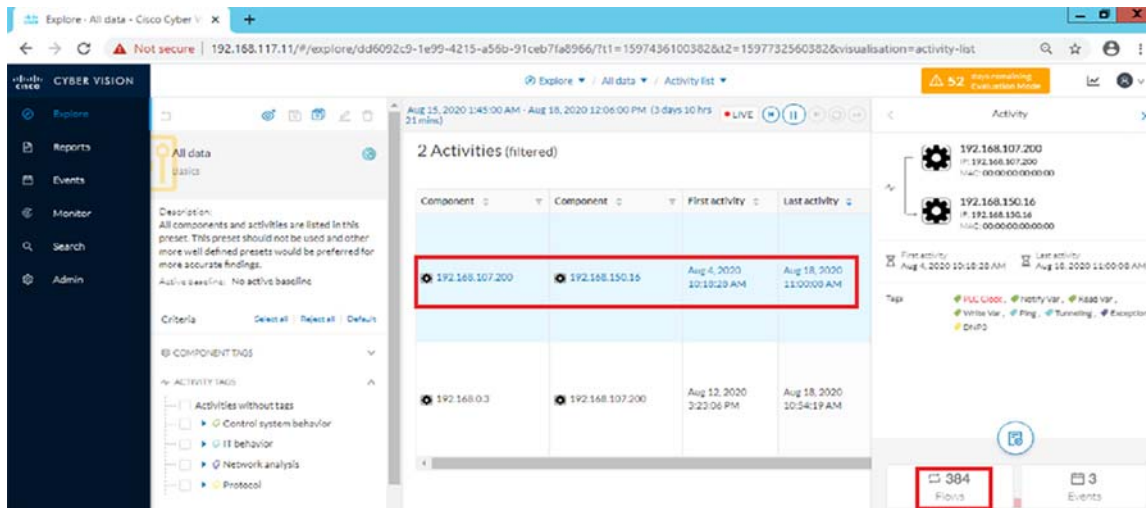 Explore - All data - Cisco Cyber V
Not secure | 192.168.117.11/#/explore/dd6092c9-1e99-4215-a56b-91ceb7fa8966/?t1=1597436100382&t2=1597732560382&visualisation=activity-list
CISCO CYBER VISION
Explore / All data / Activity list
52 days remaining
Evaluation Mode
Explore
Reports
Events
Monitor
Search
Admin
All data
Basics
Description:
All components and activities are listed in this
preset. This preset should not be used and other
more well defined presets would be preferred for
more accurate findings.
Active baseline: No active baseline
Criteria Select all Reject all Default
COMPONENT TAGS
ACTIVITY TAGS
Activities without tags
Control system behavior
IT behavior
Network analysis
Protocol
Aug 15, 2020 1:45:00 AM - Aug 18, 2020 12:06:00 PM (3 days 10 hrs
21 mins)
LIVE
2 Activities (filtered)
Component Component First activity Last activity
192.168.107.200 192.168.150.16 Aug 4, 2020 Aug 18, 2020
10:18:28 AM 11:00:08 AM
192.168.0.3 192.168.107.200 Aug 12, 2020 Aug 18, 2020
3:23:06 PM 10:54:19 AM
Activity
192.168.107.200
IP: 192.168.107.200
MAC: 00:00:00:00:00:00
192.168.150.16
IP: 192.168.150.16
MAC: 00:00:00:00:00:00
First activity Last activity
Aug 4, 2020 10:18:28 AM Aug 18, 2020 11:00:08 AM
Tags PLC Clock, Notify Var, Read Var,
Write Var, Ping, Tunneling, Exception
DNP3
384
Flows
3
Events